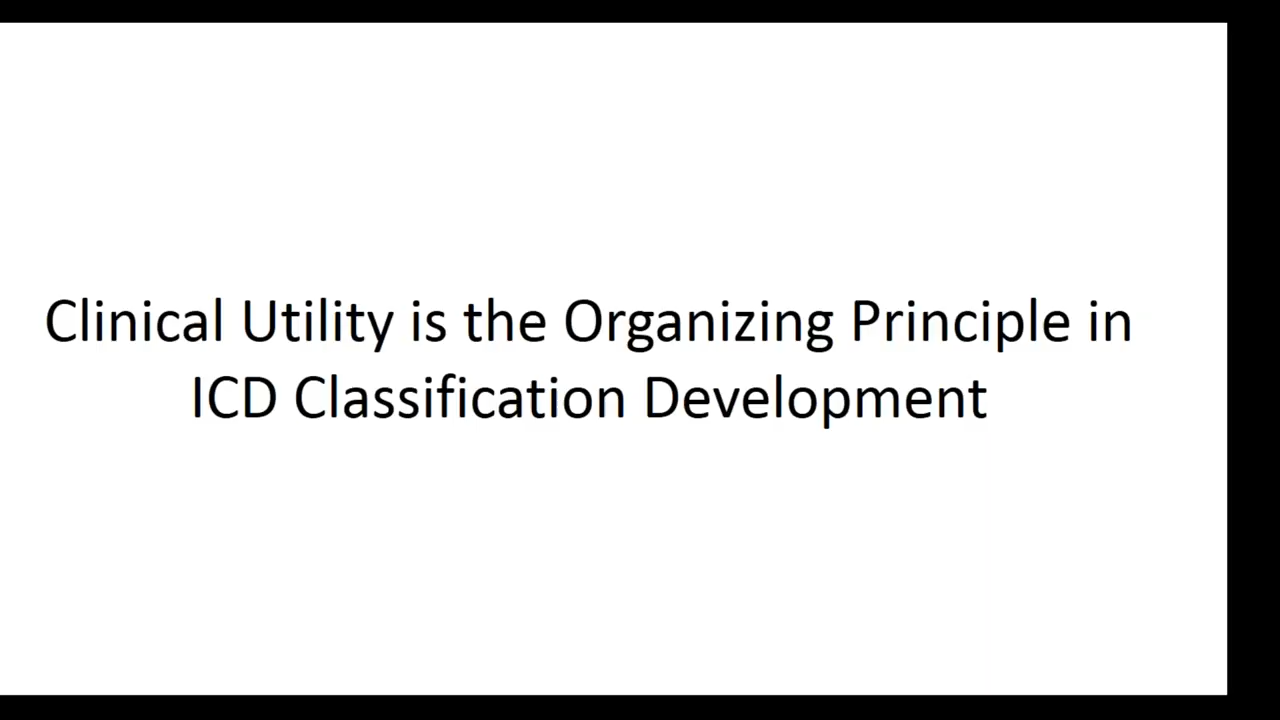 Clinical Utility is the Organizing Principle in
ICD Classification Development